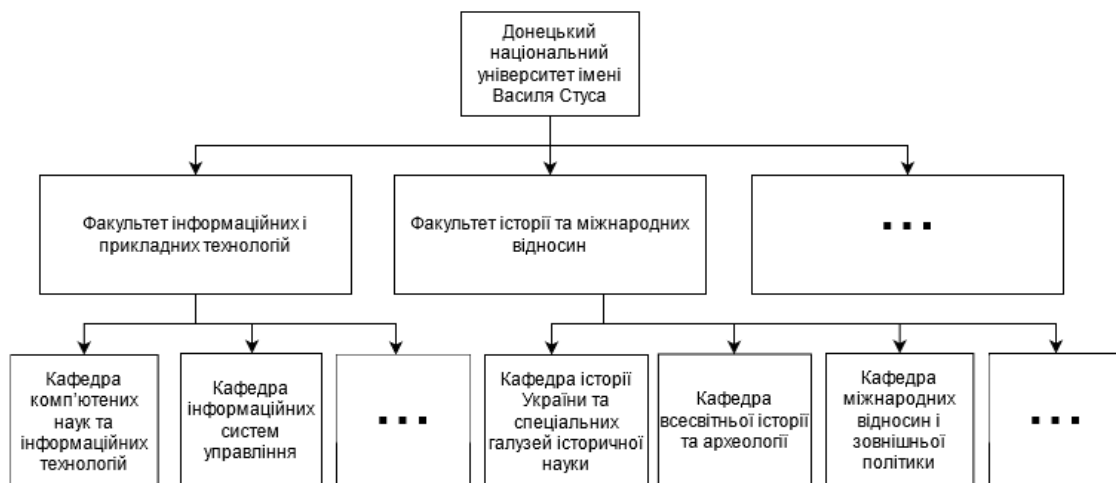 Донецький
національний
університет імені
Василя Стуса
Факультет інформаційних і
прикладних технологій
Факультет історії та міжнародних
відносин
...
Кафедра
комп'ютених
наук та
інформаційних
технологій
Кафедра
інформаційних
систем
управління
...
Кафедра історії
України та
спеціальних
галузей історичної
науки
Кафедра
всесвітньої історії
та археології
Кафедра
міжнародних
відносин і
зовнішньої
політики
...